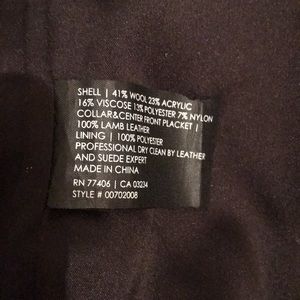 SHELL | 41% WOOL 23% ACRYLIC
16% VISCOSE 13% POLYESTER 7% NYLON
COLLAR&CENTER FRONT PLACKET |
100% LAMB LEATHER
LINING | 100% POLYESTER
PROFESSIONAL DRY CLEAN BY LEATHER
AND SUEDE EXPERT
MADE IN CHINA
RN 77406 | CA 03234
STYLE # 00702008